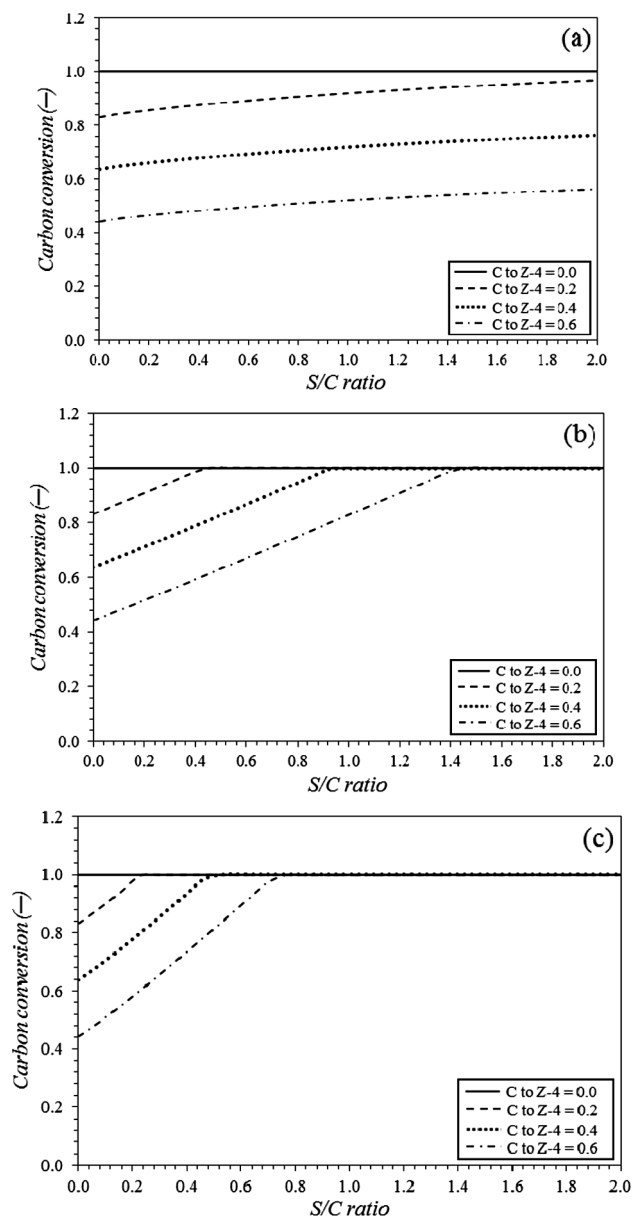 (a)
1.2
1.0
0.8
0.6
0.4
0.2
0.0
Carbon conversion (—)
C to Z-4 = 0.0
C to Z-4 = 0.2
C to Z-4 = 0.4
C to Z-4 = 0.6
0.0 0.2 0.4 0.6 0.8 1.0 1.2 1.4 1.6 1.8 2.0
S/C ratio
(b)
1.2
1.0
0.8
0.6
0.4
0.2
0.0
Carbon conversion (—)
C to Z-4 = 0.0
C to Z-4 = 0.2
C to Z-4 = 0.4
C to Z-4 = 0.6
0.0 0.2 0.4 0.6 0.8 1.0 1.2 1.4 1.6 1.8 2.0
S/C ratio
(c)
1.2
1.0
0.8
0.6
0.4
0.2
0.0
Carbon conversion (—)
C to Z-4 = 0.0
C to Z-4 = 0.2
C to Z-4 = 0.4
C to Z-4 = 0.6
0.0 0.2 0.4 0.6 0.8 1.0 1.2 1.4 1.6 1.8 2.0
S/C ratio